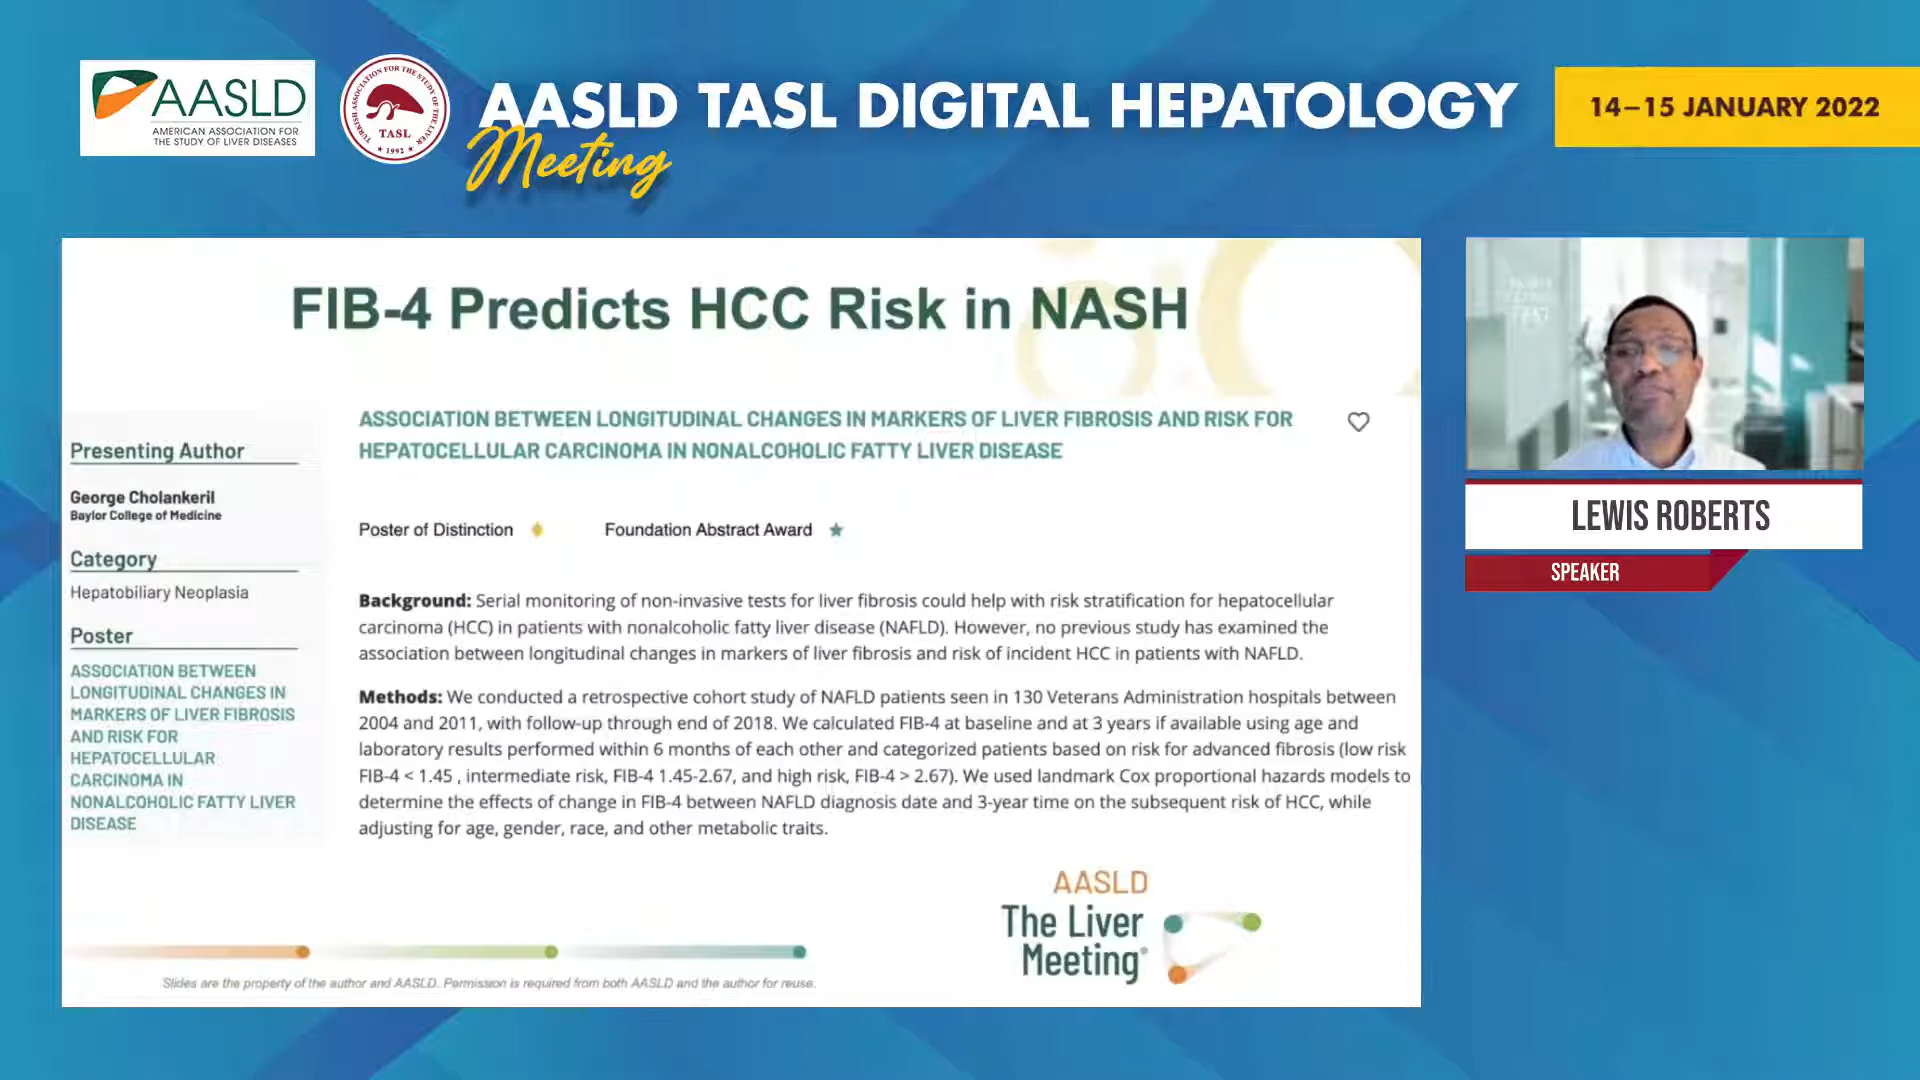 AASLD
AMERICAN ASSOCIATION FOR
THE STUDY OF LIVER DISEASES
TURKISH ASSOCIATION FOR THE STUDY OF THE LIVER
TASL
1992
AASLD TASL DIGITAL HEPATOLOGY
Meeting
14–15 JANUARY 2022
FIB-4 Predicts HCC Risk in NASH
Presenting Author
George Cholankeril
Baylor College of Medicine
Category
Hepatobiliary Neoplasia
Poster
ASSOCIATION BETWEEN
LONGITUDINAL CHANGES IN
MARKERS OF LIVER FIBROSIS
AND RISK FOR
HEPATOCELLULAR
CARCINOMA IN
NONALCOHOLIC FATTY LIVER
DISEASE
ASSOCIATION BETWEEN LONGITUDINAL CHANGES IN MARKERS OF LIVER FIBROSIS AND RISK FOR
HEPATOCELLULAR CARCINOMA IN NONALCOHOLIC FATTY LIVER DISEASE
Poster of Distinction Foundation Abstract Award
Background: Serial monitoring of non-invasive tests for liver fibrosis could help with risk stratification for hepatocellular
carcinoma (HCC) in patients with nonalcoholic fatty liver disease (NAFLD). However, no previous study has examined the
association between longitudinal changes in markers of liver fibrosis and risk of incident HCC in patients with NAFLD.
Methods: We conducted a retrospective cohort study of NAFLD patients seen in 130 Veterans Administration hospitals between
2004 and 2011, with follow-up through end of 2018. We calculated FIB-4 at baseline and at 3 years if available using age and
laboratory results performed within 6 months of each other and categorized patients based on risk for advanced fibrosis (low risk
FIB-4 < 1.45 , intermediate risk, FIB-4 1.45-2.67, and high risk, FIB-4 > 2.67). We used landmark Cox proportional hazards models to
determine the effects of change in FIB-4 between NAFLD diagnosis date and 3-year time on the subsequent risk of HCC, while
adjusting for age, gender, race, and other metabolic traits.
AASLD
The Liver
Meeting®
Slides are the property of the author and AASLD. Permission is required from both AASLD and the author for reuse.
LEWIS ROBERTS
SPEAKER